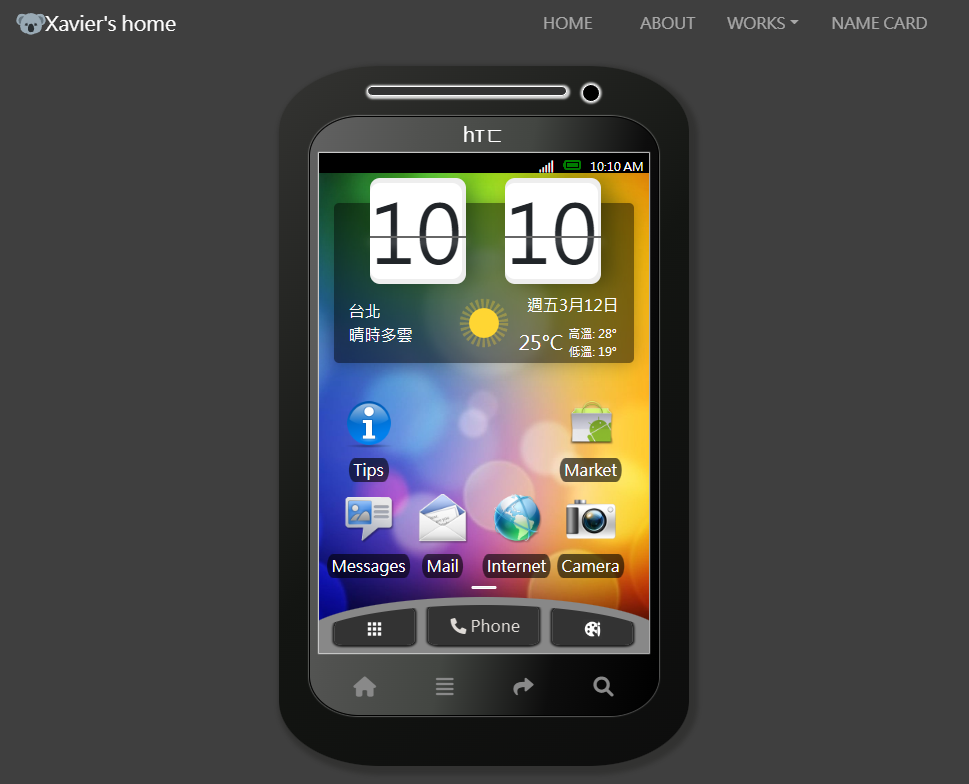 Xavier's home HOME ABOUT WORKS NAME CARD
hTC
10:10 AM
10 10
台北
晴時多雲
週五3月12日
25°C
高溫: 28°
低溫: 19°
Tips Market
Messages Mail Internet Camera
Phone